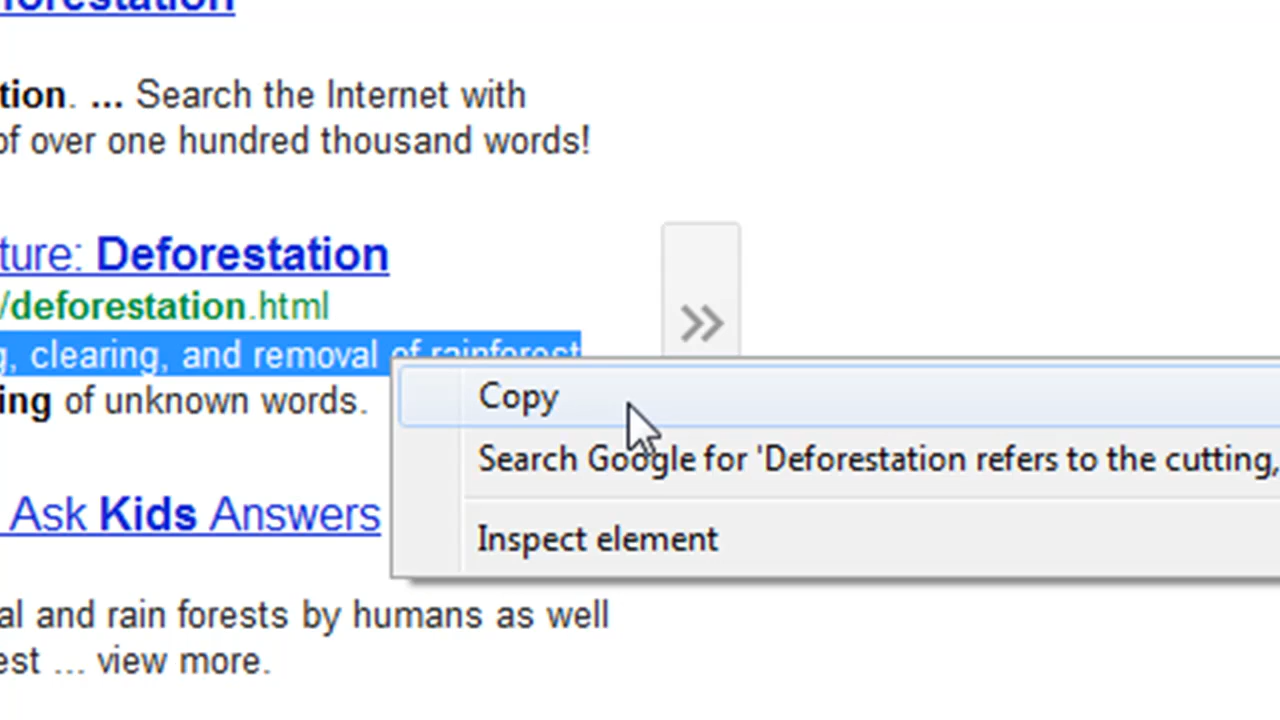 forestation
tion. ... Search the Internet with
of over one hundred thousand words!
ture: Deforestation
/deforestation.html
g, clearing, and removal of rainforest
ing of unknown words.
Copy
Search Google for 'Deforestation refers to the cutting,
Inspect element
Ask Kids Answers
al and rain forests by humans as well
est ... view more.